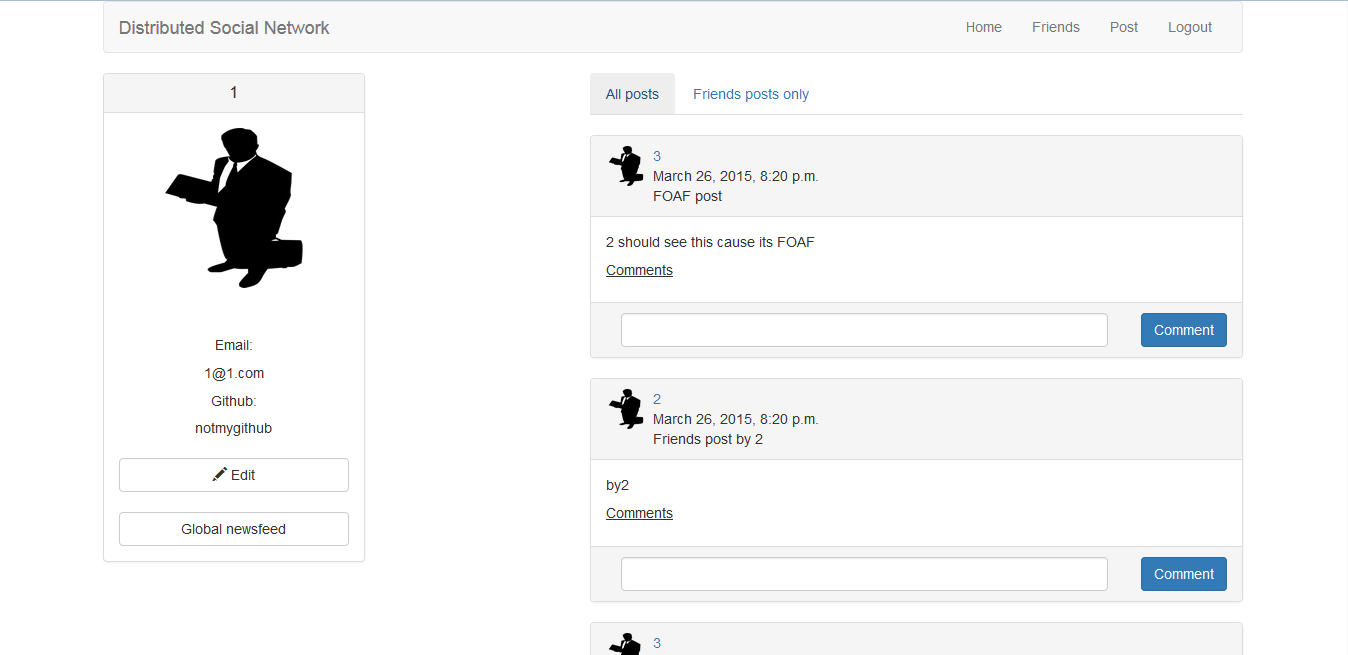 Distributed Social Network
Home Friends Post Logout
1
Email:
1@1.com
Github:
notmygithub
Edit
Global newsfeed
All posts Friends posts only
3
March 26, 2015, 8:20 p.m.
FOAF post
2 should see this cause its FOAF
Comments
Comment
2
March 26, 2015, 8:20 p.m.
Friends post by 2
by2
Comments
Comment
3